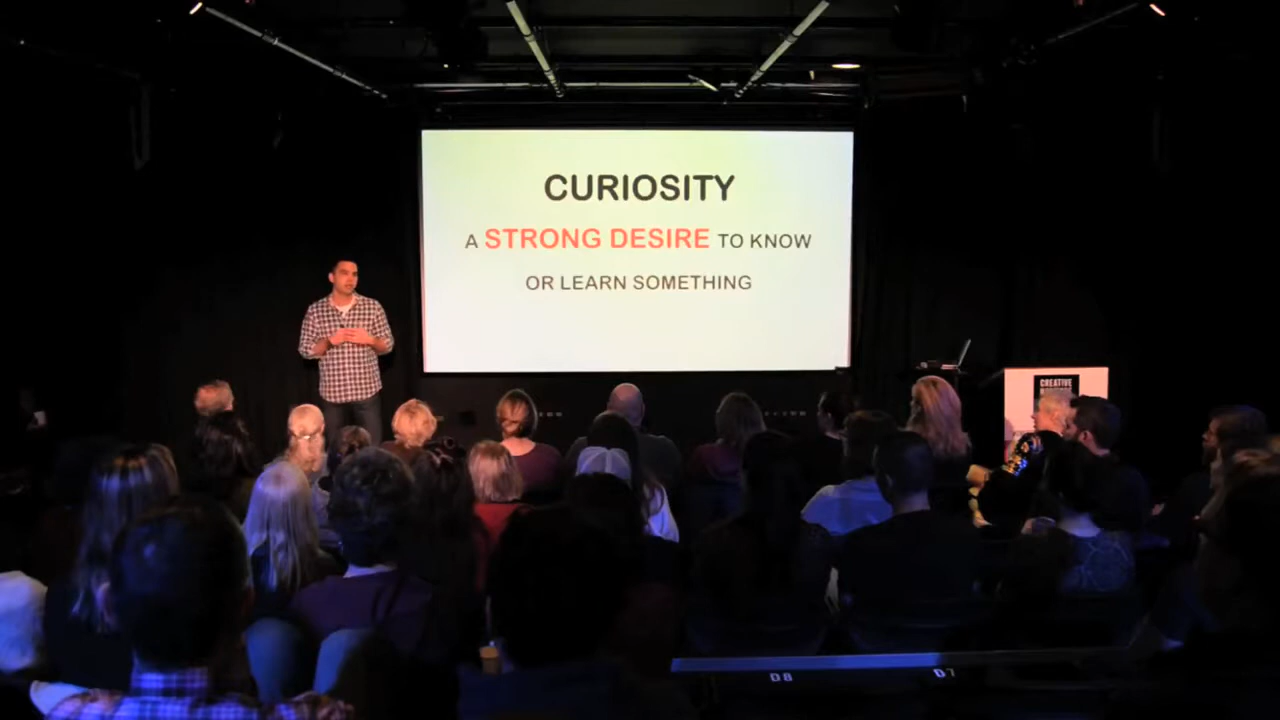 CURIOSITY
A STRONG DESIRE TO KNOW
OR LEARN SOMETHING
CREATIVE
D8
D7